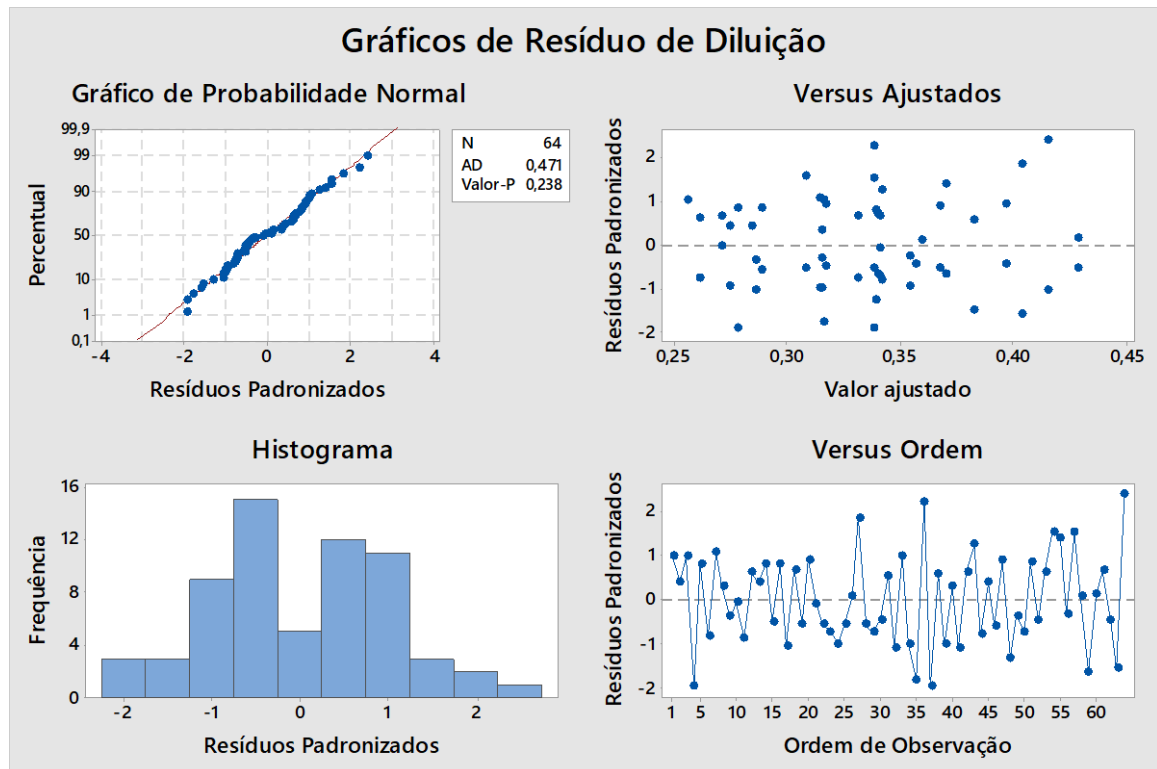 Gráficos de Resíduo de Diluição
Gráfico de Probabilidade Normal
99,9
99
90
50
10
1
0,1
Percentual
-4 -2 0 2 4
Resíduos Padronizados
N 64
AD 0,471
Valor-P 0,238
Versus Ajustados
2
1
0
-1
-2
Resíduos Padronizados
0,25 0,30 0,35 0,40 0,45
Valor ajustado
Histograma
16
12
8
4
0
Frequência
-2 -1 0 1 2
Resíduos Padronizados
Versus Ordem
2
1
0
-1
-2
Resíduos Padronizados
1 5 10 15 20 25 30 35 40 45 50 55 60
Ordem de Observação